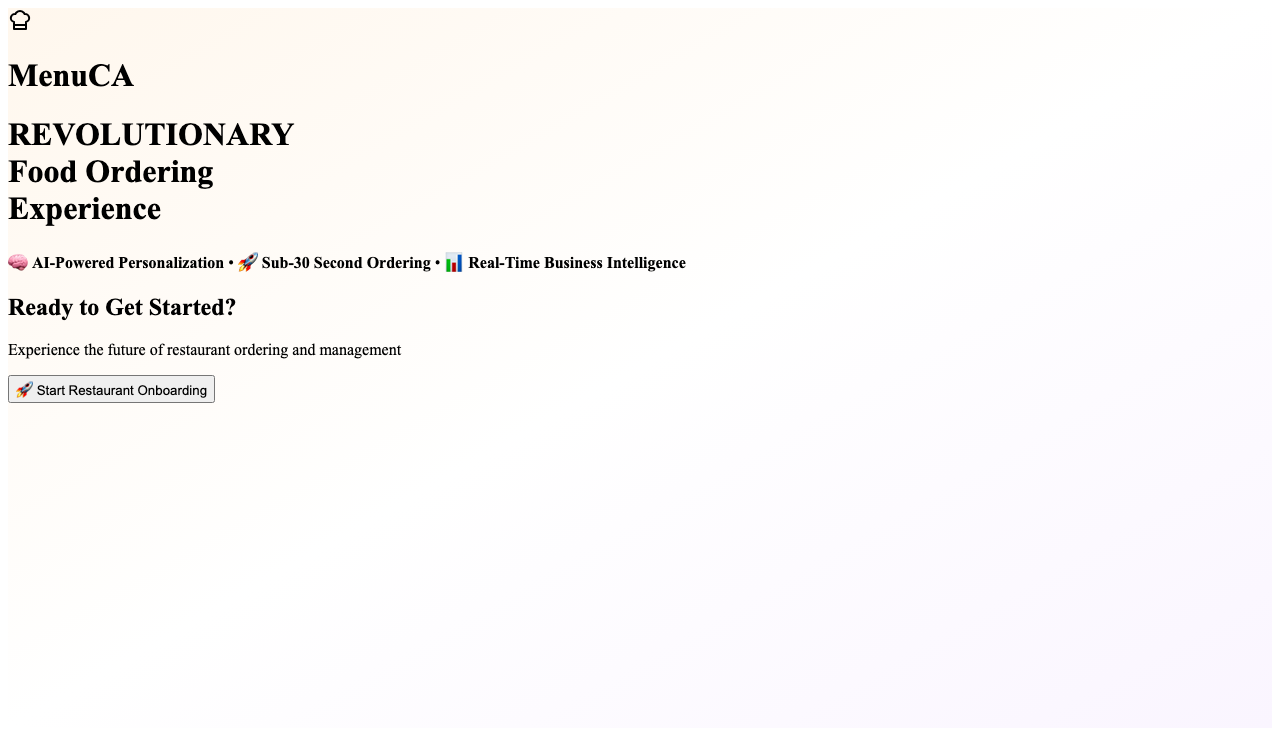 MenuCA
REVOLUTIONARY
Food Ordering
Experience
🧠 AI-Powered Personalization • 🚀 Sub-30 Second Ordering • 📊 Real-Time Business Intelligence
Ready to Get Started?
Experience the future of restaurant ordering and management
🚀 Start Restaurant Onboarding